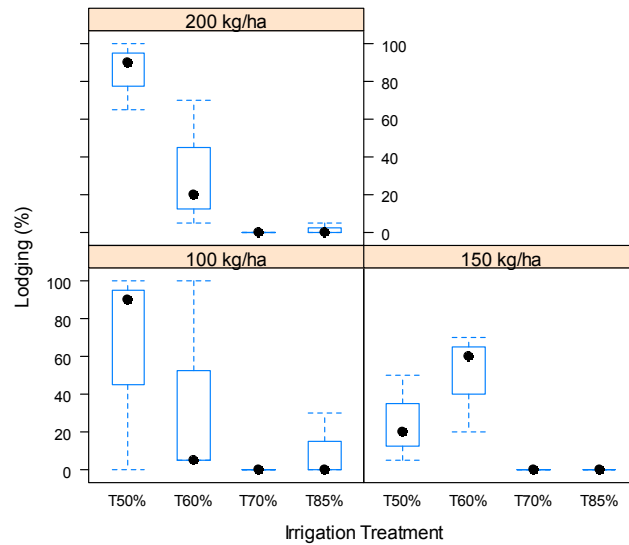 200 kg/ha
100
80
60
40
20
0
Lodging (%)
100 kg/ha
150 kg/ha
100
80
60
40
20
0
T50% T60% T70% T85% T50% T60% T70% T85%
Irrigation Treatment